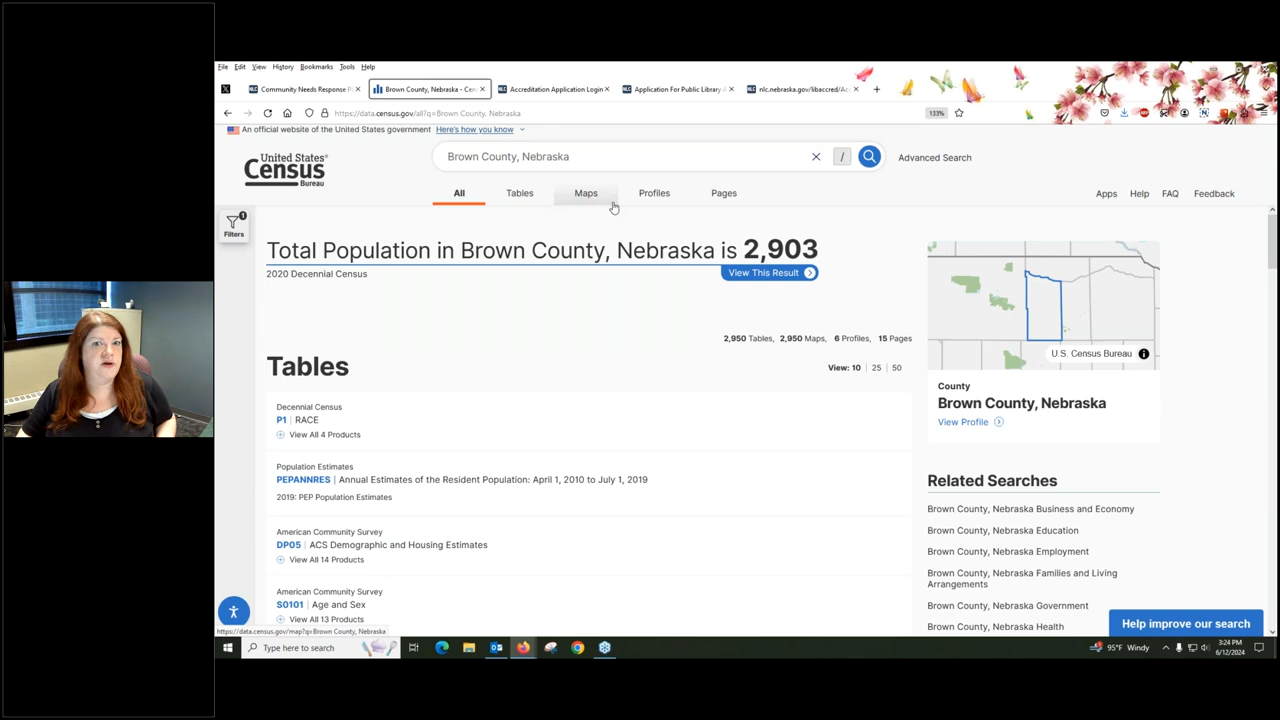 File Edit View History Bookmarks Tools Help
Community Needs Response P
Brown County, Nebraska - Cen
Accreditation Application Login
Application For Public Library A
nlc.nebraska.gov/libaccred/Acc
https://data.census.gov/all?q=Brown County, Nebraska
133%
An official website of the United States government Here's how you know
United States®
Census
Bureau
Brown County, Nebraska
/
Advanced Search
All Tables Maps Profiles Pages
Apps Help FAQ Feedback
1
Filters
Total Population in Brown County, Nebraska is 2,903
2020 Decennial Census
View This Result
2,950 Tables, 2,950 Maps, 6 Profiles, 15 Pages
Tables
View: 10 | 25 | 50
Decennial Census
P1 | RACE
View All 4 Products
Population Estimates
PEPANNRES | Annual Estimates of the Resident Population: April 1, 2010 to July 1, 2019
2019: PEP Population Estimates
American Community Survey
DP05 | ACS Demographic and Housing Estimates
View All 14 Products
American Community Survey
S0101 | Age and Sex
View All 13 Products
U.S. Census Bureau
County
Brown County, Nebraska
View Profile
Related Searches
Brown County, Nebraska Business and Economy
Brown County, Nebraska Education
Brown County, Nebraska Employment
Brown County, Nebraska Families and Living
Arrangements
Brown County, Nebraska Government
Brown County, Nebraska Health
Help improve our search
https://data.census.gov/map?q=Brown County, Nebraska
Type here to search
95°F Windy
3:24 PM
6/12/2024